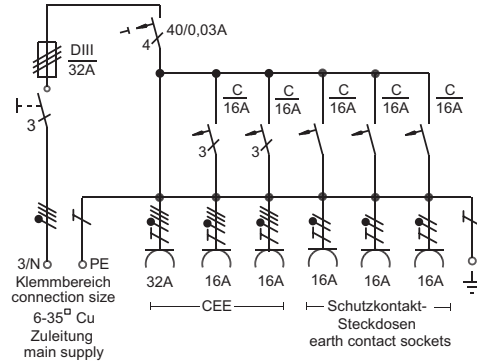 40/0,03A
4
DIII
32A
3
C
16A
C
16A
C
16A
C
16A
C
16A
3
3
3/N
PE
32A
16A
16A
16A
16A
16A
Klemmbereich
connection size
6-35□ Cu
Zuleitung
main supply
CEE
Schutzkontakt-
Steckdosen
earth contact sockets